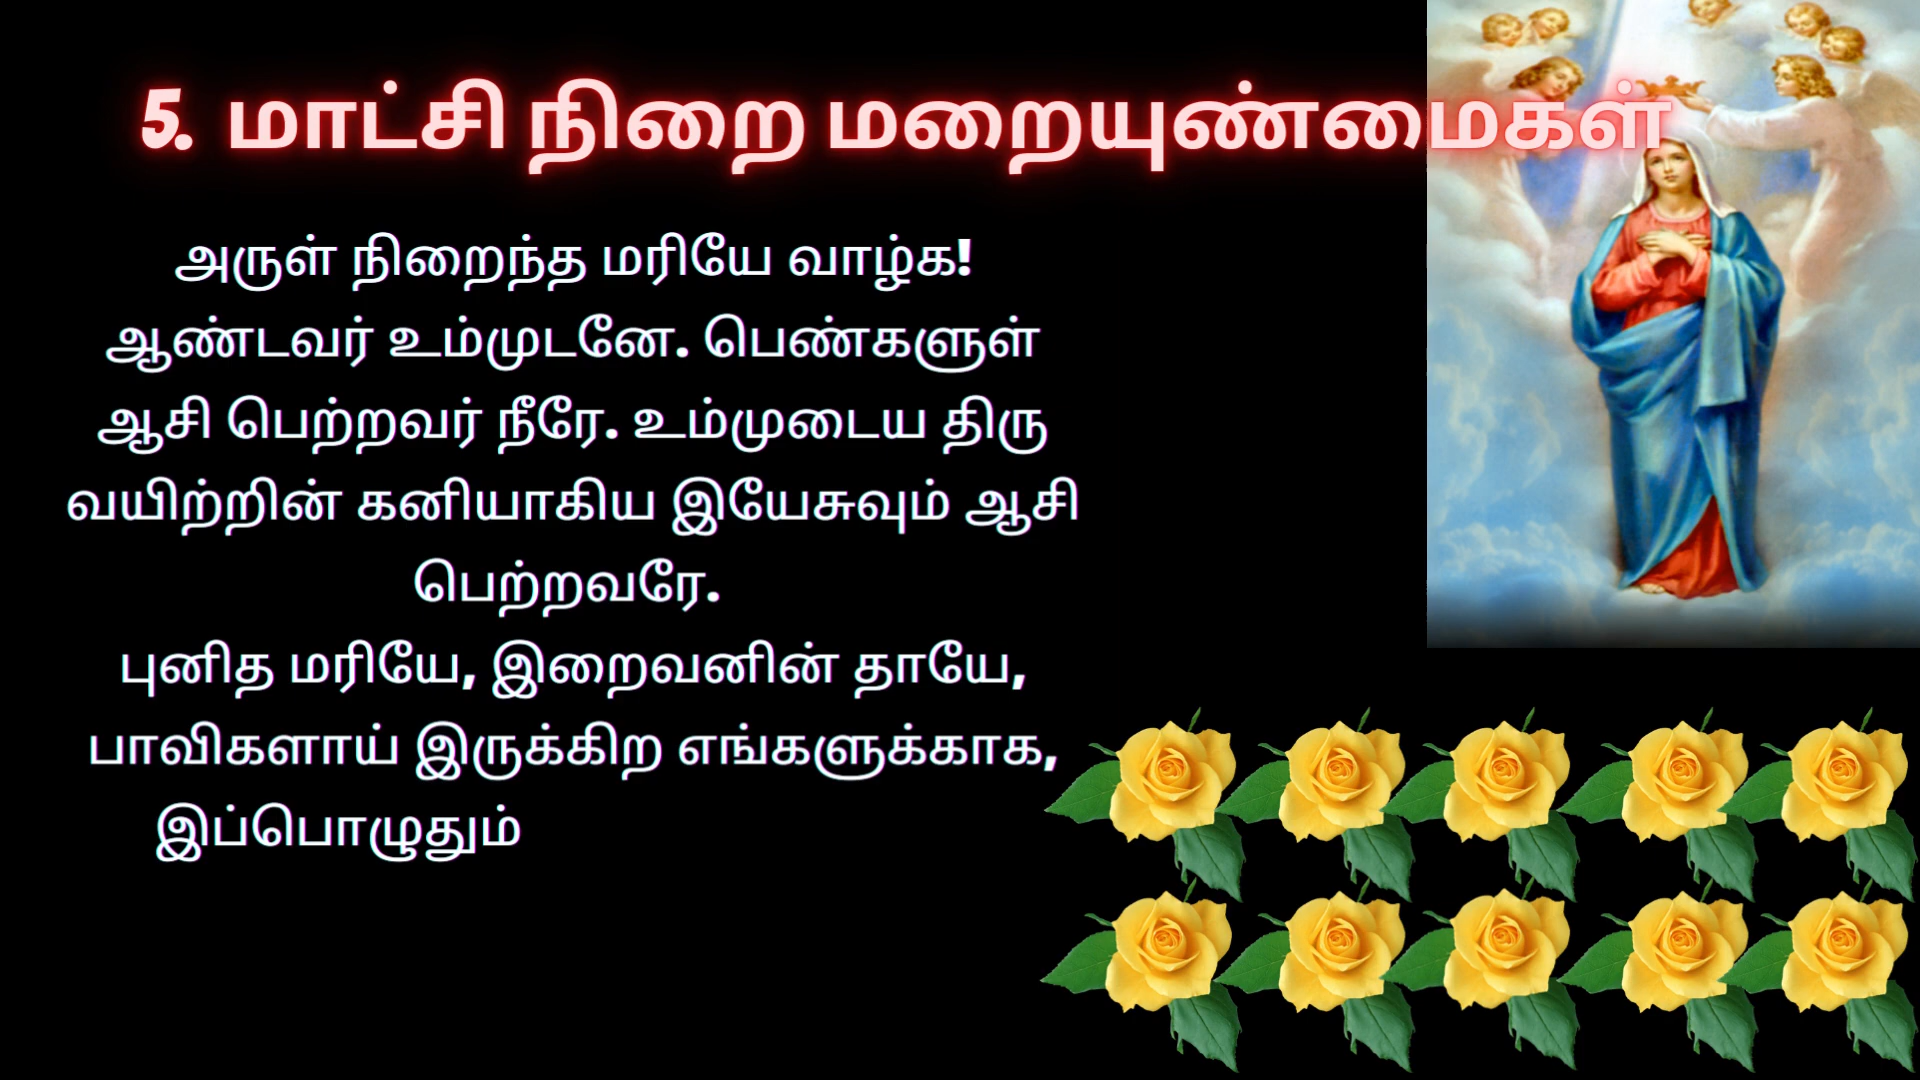 5. மாட்சி நிறை மறையுண்மைகள்
அருள் நிறைந்த மரியே வாழ்க!
ஆண்டவர் உம்முடனே. பெண்களுள்
ஆசி பெற்றவர் நீரே. உம்முடைய திரு
வயிற்றின் கனியாகிய இயேசுவும் ஆசி
பெற்றவரே.
புனித மரியே, இறைவனின் தாயே,
பாவிகளாய் இருக்கிற எங்களுக்காக,
இப்பொழுதும்